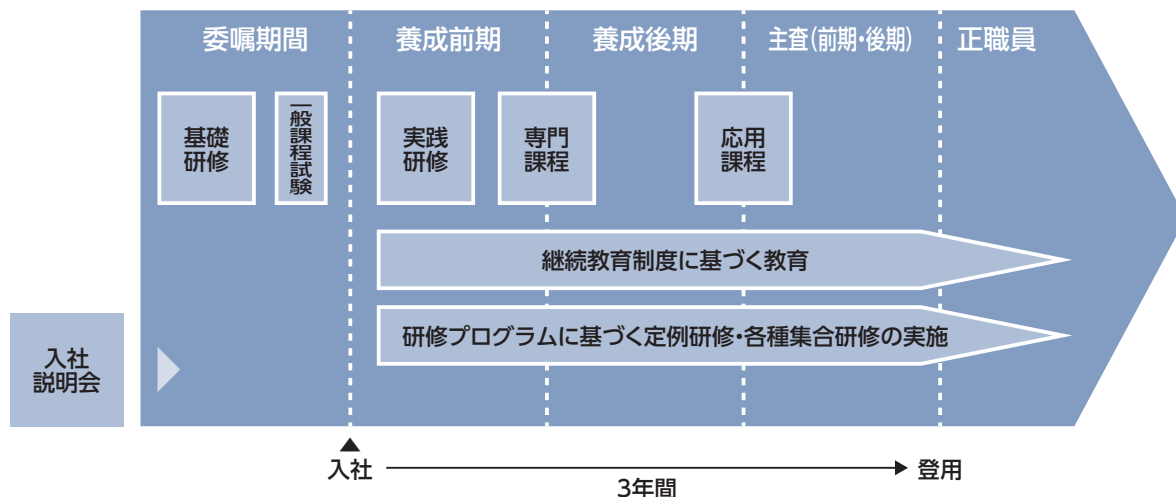 委嘱期間
養成前期
養成後期
主査(前期・後期)
正職員
基礎
研修
一般課程試験
実践
研修
専門
課程
応用
課程
継続教育制度に基づく教育
研修プログラムに基づく定例研修・各種集合研修の実施
入社
説明会
入社
登用
3年間